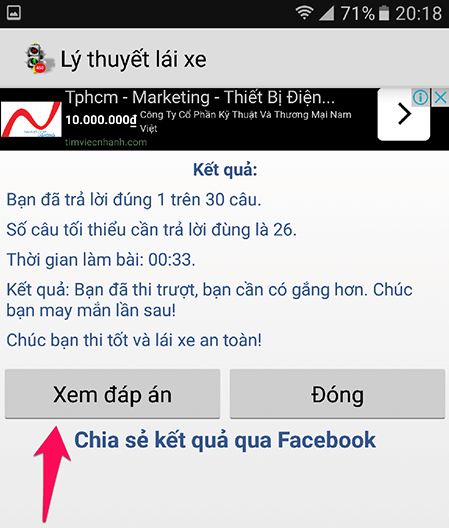 71% 20:18
Lý thuyết lái xe
Tphcm - Marketing - Thiết Bị Điện...
10.000.000₫ Công Ty Cổ Phần Kỹ Thuật Và Thương Mại Nam
Việt
timviecnhanh.com
Kết quả:
Bạn đã trả lời đúng 1 trên 30 câu.
Số câu tối thiểu cần trả lời đùng là 26.
Thời gian làm bài: 00:33.
Kết quả: Bạn đã thi trượt, bạn cần có gắng hơn. Chúc
bạn may mắn lần sau!
Chúc bạn thi tốt và lái xe an toàn!
Xem đáp án Đóng
Chia sẻ kết quả qua Facebook